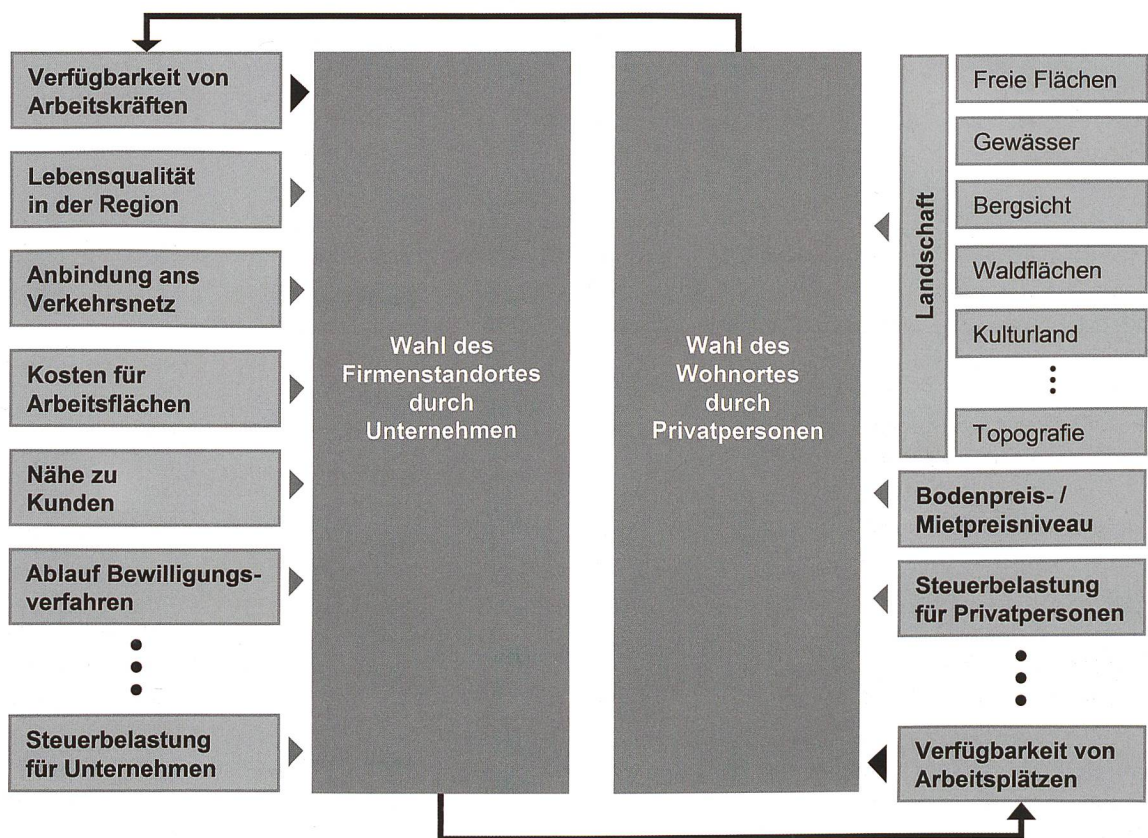 Verfügbarkeit von
Arbeitskräften
Lebensqualität
in der Region
Anbindung ans
Verkehrsnetz
Kosten für
Arbeitsflächen
Nähe zu
Kunden
Ablauf Bewilligungs-
verfahren
Steuerbelastung
für Unternehmen
Wahl des
Firmenstandortes
durch
Unternehmen
Wahl des
Wohnortes
durch
Privatpersonen
Landschaft
Freie Flächen
Gewässer
Bergsicht
Waldflächen
Kulturland
Topografie
Bodenpreis- /
Mietpreisniveau
Steuerbelastung
für Privatpersonen
Verfügbarkeit von
Arbeitsplätzen